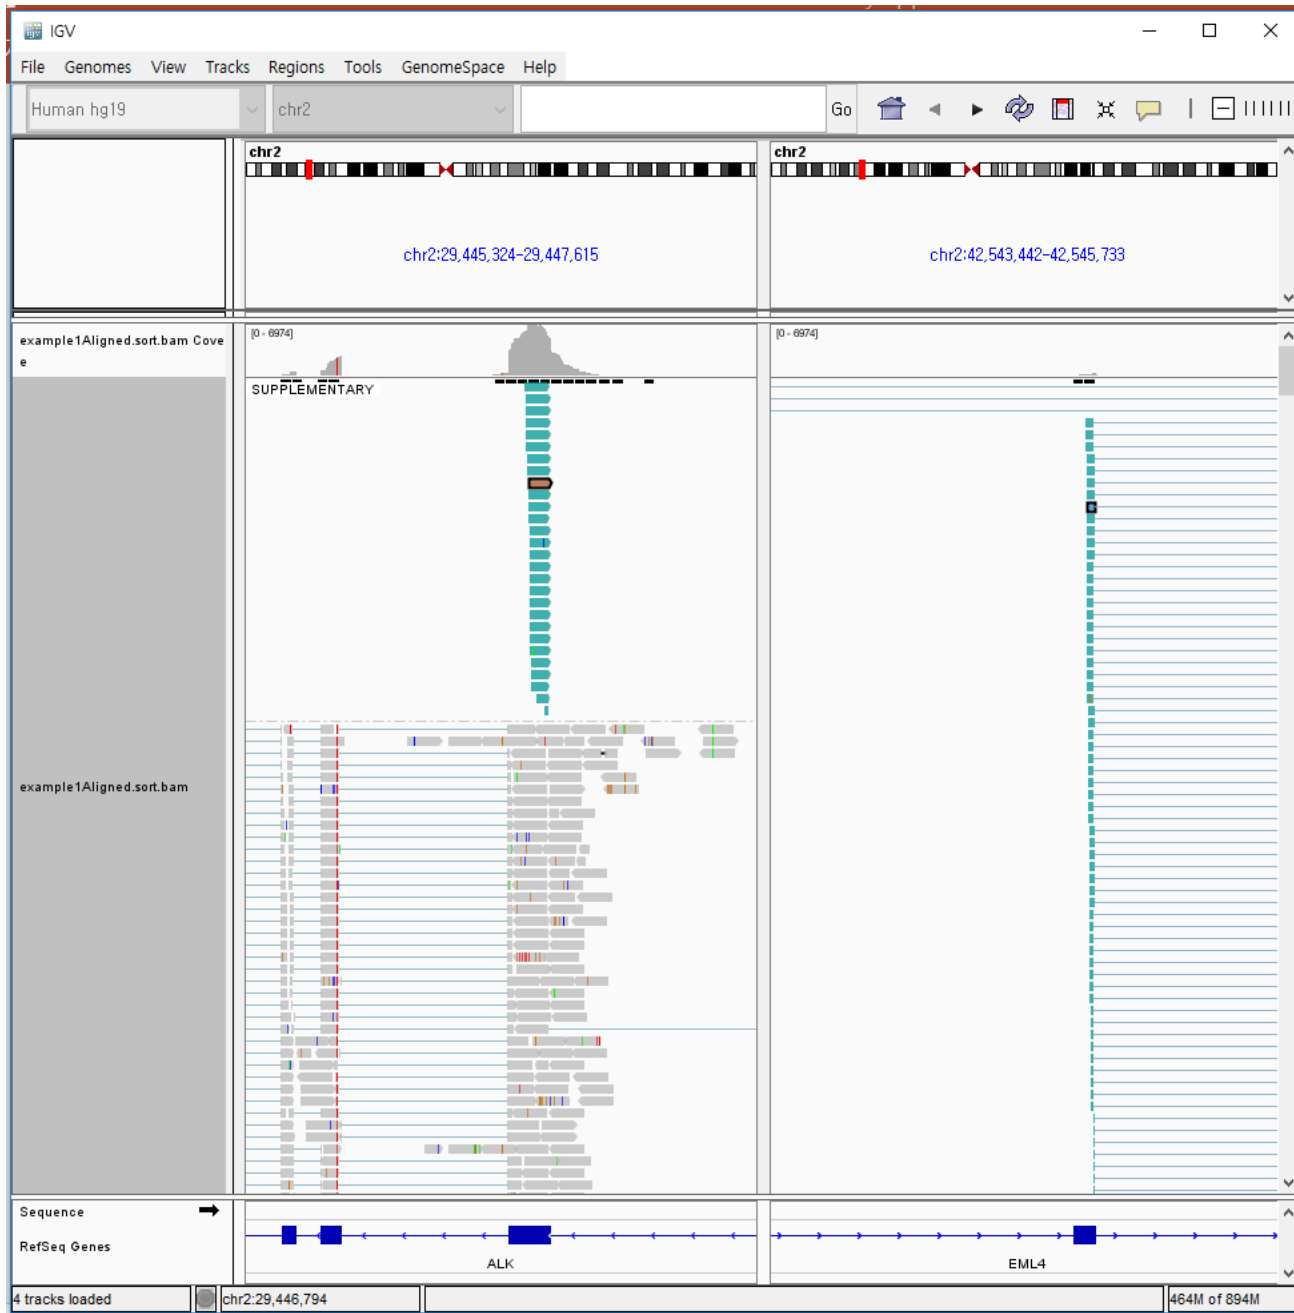 IGV
File Genomes View Tracks Regions Tools GenomeSpace Help
Human hg19 chr2 Go
chr2 chr2
chr2:29,445,324-29,447,615 chr2:42,543,442-42,545,733
example1Aligned.sort.bam Cove
e
[0 - 6974] [0 - 6974]
SUPPLEMENTARY
example1Aligned.sort.bam
Sequence
RefSeq Genes
ALK EML4
4 tracks loaded chr2:29,446,794 464M of 894M